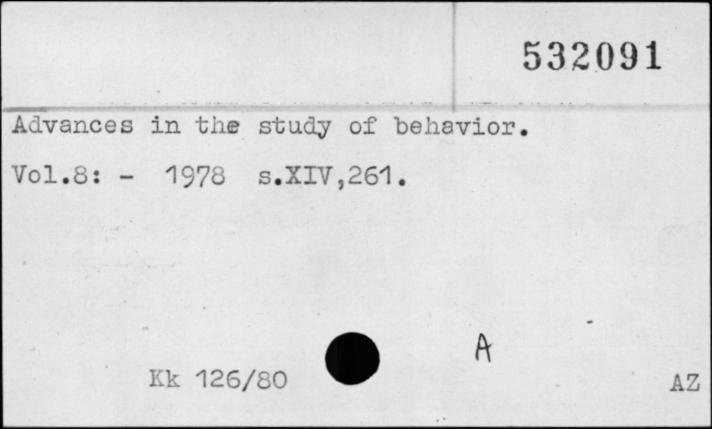 532091
Advances in the study of behavior.
Vol.8: - 1978 s.XIV,261.
A
Kk 126/80
AZ